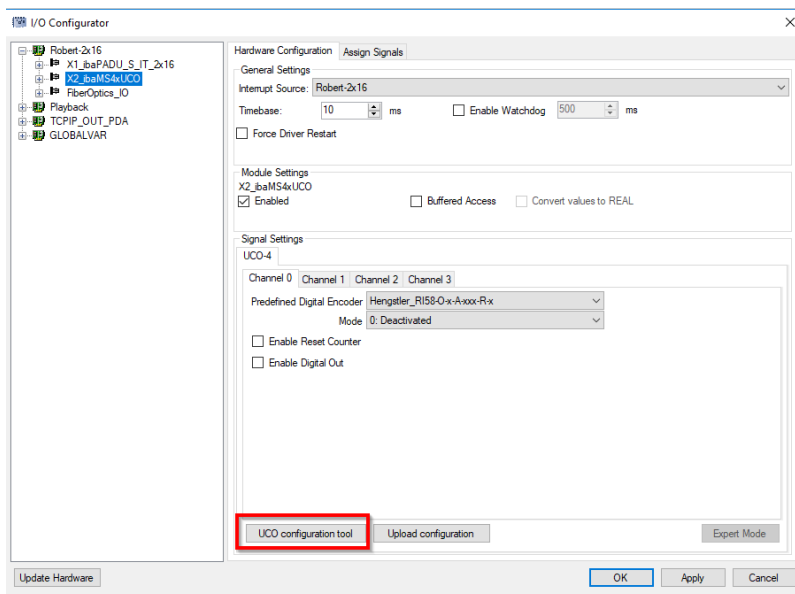 I/O Configurator
Robert-2x16
X1_ibaPADU_S_IT_2x16
X2_ibaMS4xUCO
FiberOptics_IO
Playback
TCPIP_OUT_PDA
GLOBALVAR
Hardware Configuration Assign Signals
General Settings
Interrupt Source: Robert-2x16
Timebase: 10 ms Enable Watchdog 500 ms
Force Driver Restart
Module Settings
X2_ibaMS4xUCO
Enabled Buffered Access Convert values to REAL
Signal Settings
UCO-4
Channel 0 Channel 1 Channel 2 Channel 3
Predefined Digital Encoder Hengstler_RI58-O-x-A-xxx-R-x
Mode 0: Deactivated
Enable Reset Counter
Enable Digital Out
UCO configuration tool Upload configuration Expert Mode
Update Hardware OK Apply Cancel